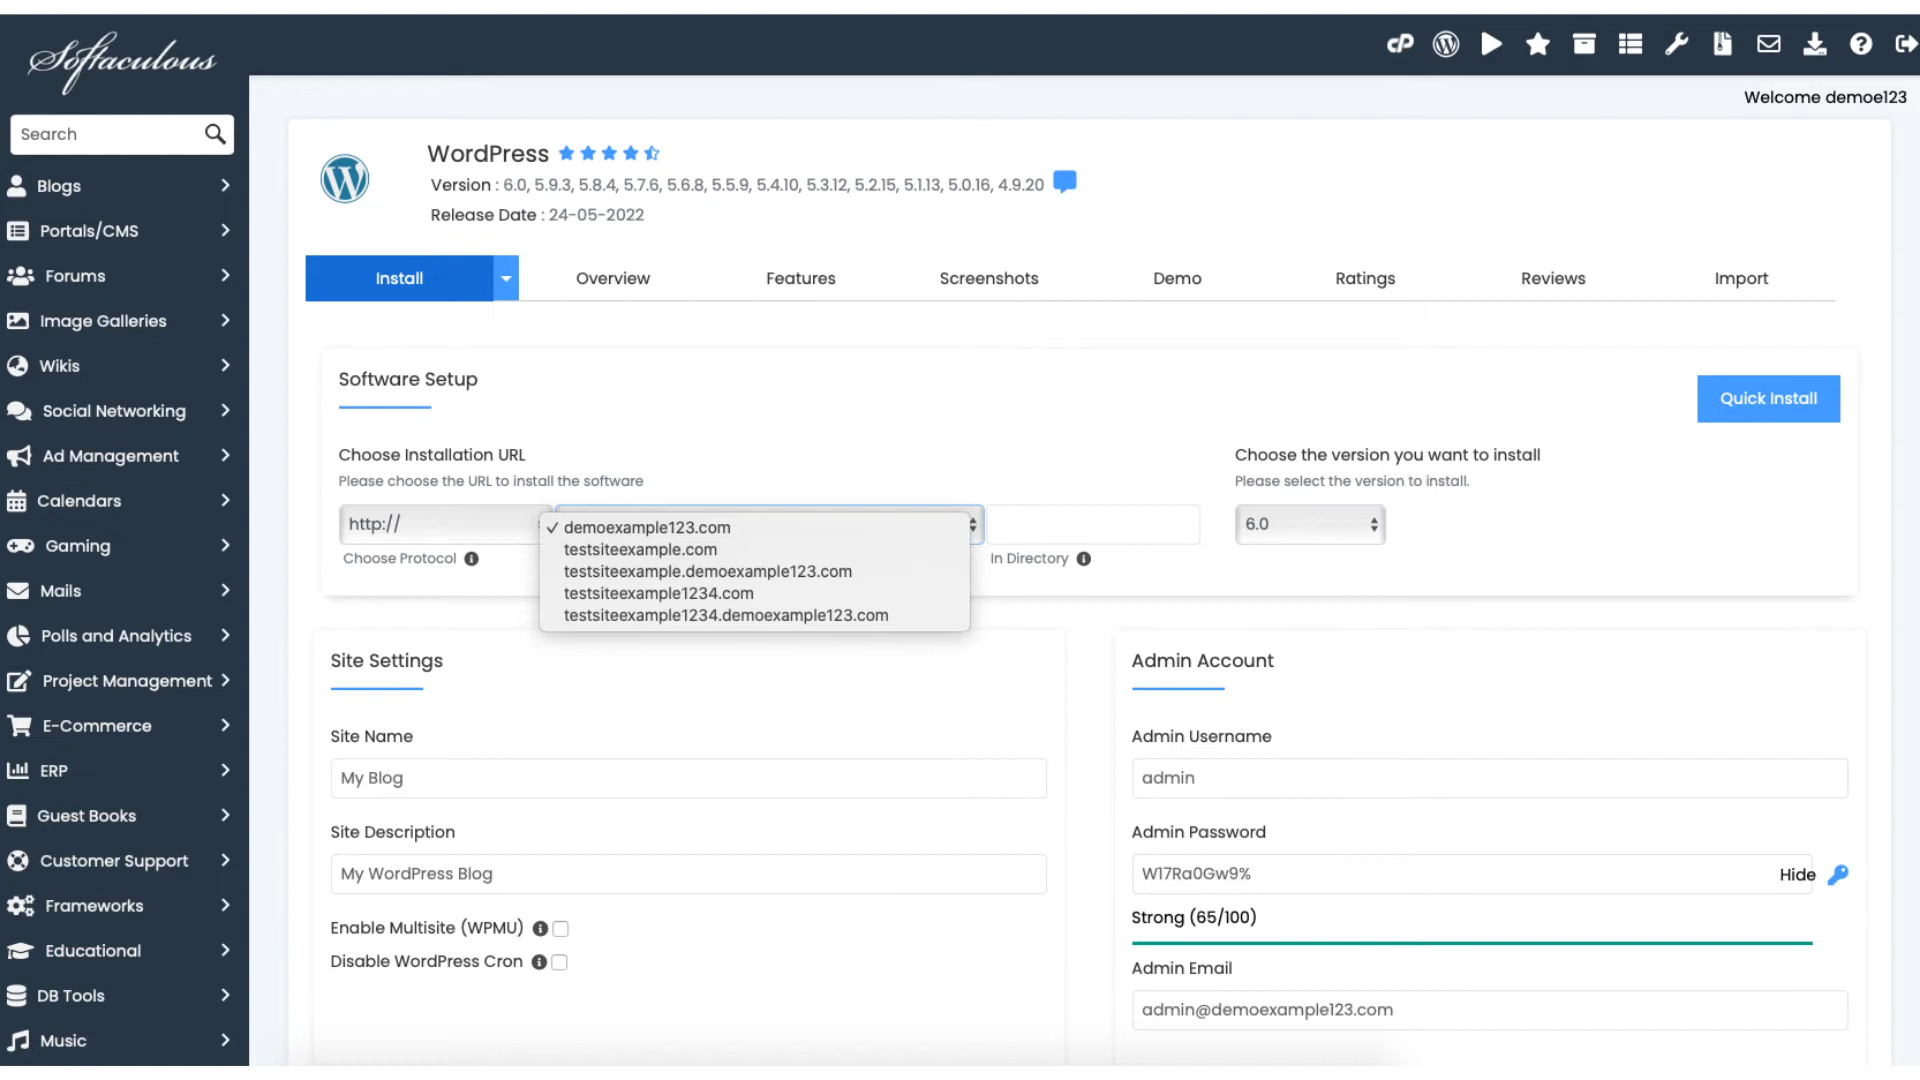 Softaculous
Welcome demoe123
Search
Blogs
Portals/CMS
Forums
Image Galleries
Wikis
Social Networking
Ad Management
Calendars
Gaming
Mails
Polls and Analytics
Project Management
E-Commerce
ERP
Guest Books
Customer Support
Frameworks
Educational
DB Tools
Music
WordPress
Version : 6.0, 5.9.3, 5.8.4, 5.7.6, 5.6.8, 5.5.9, 5.4.10, 5.3.12, 5.2.15, 5.1.13, 5.0.16, 4.9.20
Release Date : 24-05-2022
Install Overview Features Screenshots Demo Ratings Reviews Import
Software Setup
Quick Install
Choose Installation URL
Please choose the URL to install the software
http://
Choose Protocol
demoexample123.com
testsiteexample.com
testsiteexample.demoexample123.com
testsiteexample1234.com
testsiteexample1234.demoexample123.com
In Directory
Choose the version you want to install
Please select the version to install.
6.0
Site Settings
Site Name
My Blog
Site Description
My WordPress Blog
Enable Multisite (WPMU)
Disable WordPress Cron
Admin Account
Admin Username
admin
Admin Password
W17Ra0Gw9% Hide
Strong (65/100)
Admin Email
admin@demoexample123.com